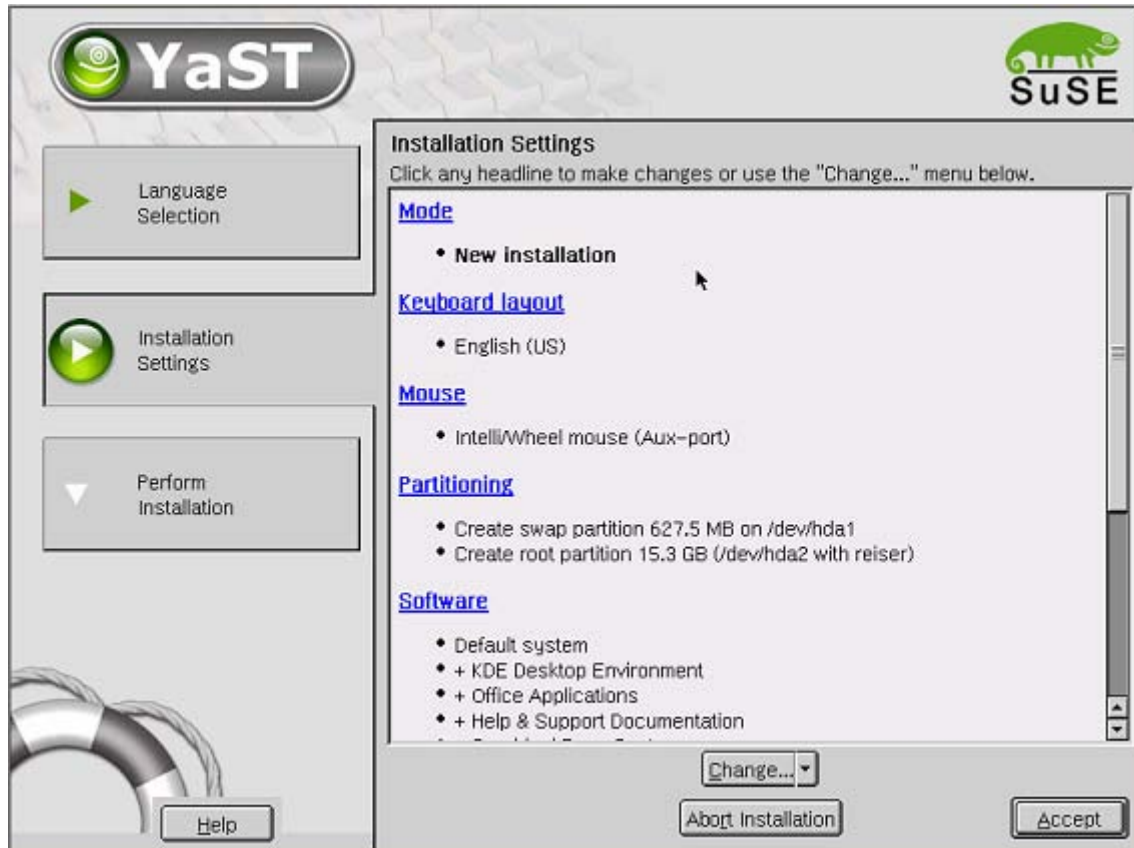 YaST
SuSE
Language
Selection
Installation
Settings
Perform
Installation
Help
Installation Settings
Click any headline to make changes or use the "Change..." menu below.
Mode
• New installation
Keyboard layout
• English (US)
Mouse
• Intelli/Wheel mouse (Aux-port)
Partitioning
• Create swap partition 627.5 MB on /dev/hda1
• Create root partition 15.3 GB (/dev/hda2 with reiser)
Software
• Default system
• + KDE Desktop Environment
• + Office Applications
• + Help & Support Documentation
Change...
Abort Installation
Accept